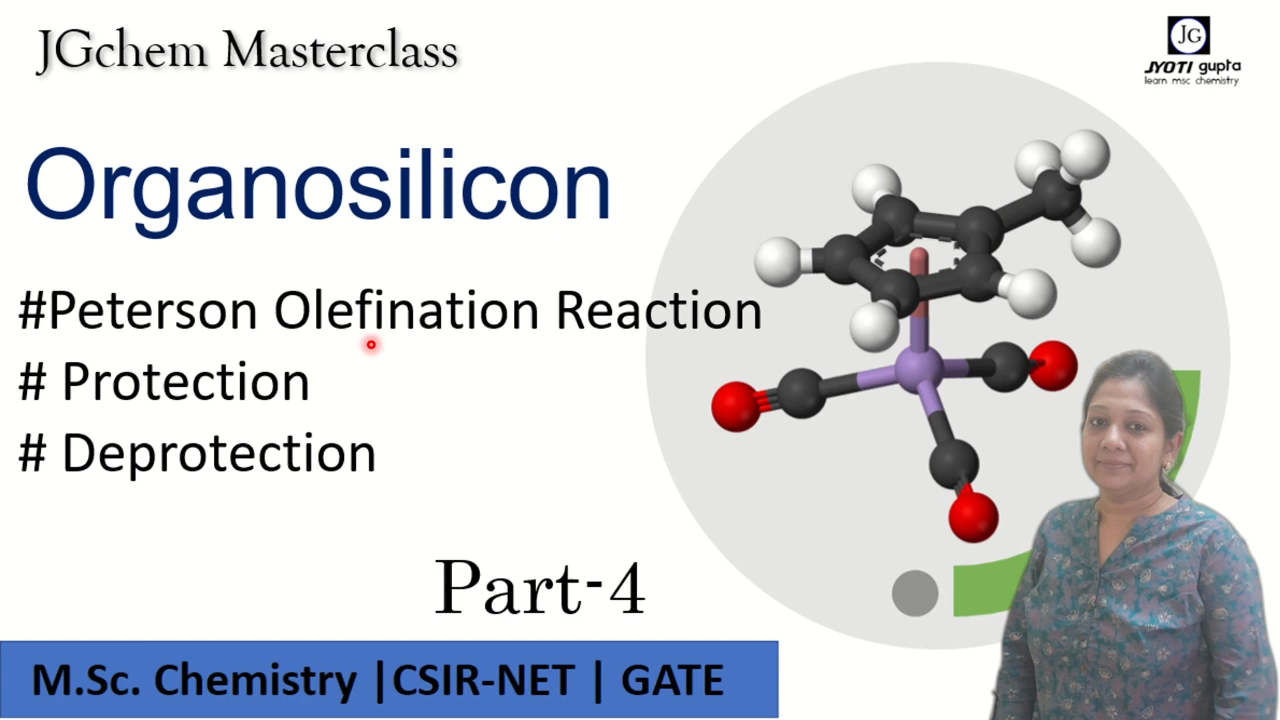 JGchem Masterclass
JG
JYOTI gupta
learn msc chemistry
Organosilicon
#Peterson Olefination Reaction
# Protection
# Deprotection
Part-4
M.Sc. Chemistry |CSIR-NET | GATE